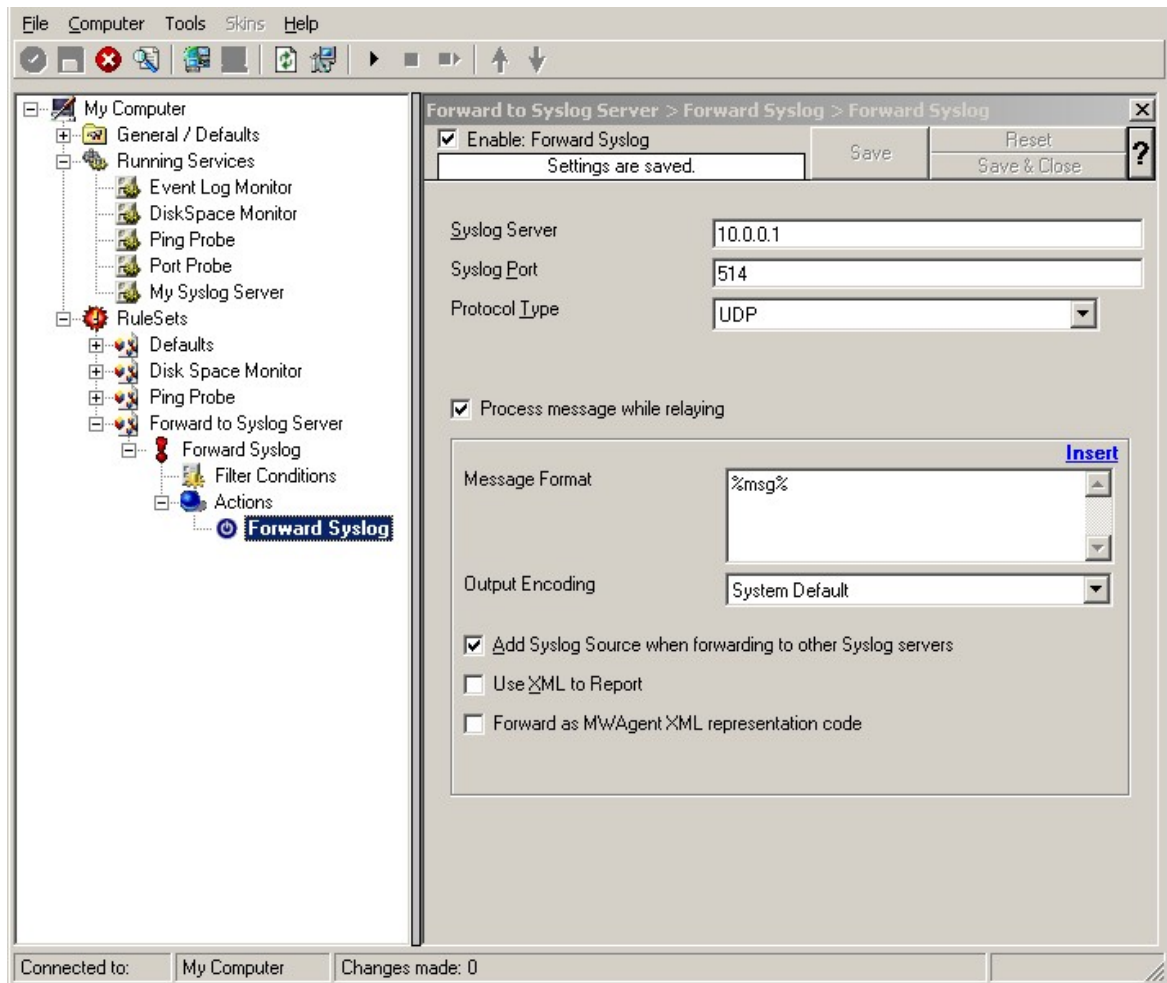 File Computer Tools Skins Help
My Computer
General / Defaults
Running Services
Event Log Monitor
DiskSpace Monitor
Ping Probe
Port Probe
My Syslog Server
RuleSets
Defaults
Disk Space Monitor
Ping Probe
Forward to Syslog Server
Forward Syslog
Filter Conditions
Actions
Forward Syslog
Forward to Syslog Server > Forward Syslog > Forward Syslog
Enable: Forward Syslog
Settings are saved.
Save
Reset
Save & Close
?
Syslog Server
10.0.0.1
Syslog Port
514
Protocol Type
UDP
Process message while relaying
Insert
Message Format
%msg%
Output Encoding
System Default
Add Syslog Source when forwarding to other Syslog servers
Use XML to Report
Forward as MWAgent XML representation code
Connected to: My Computer Changes made: 0